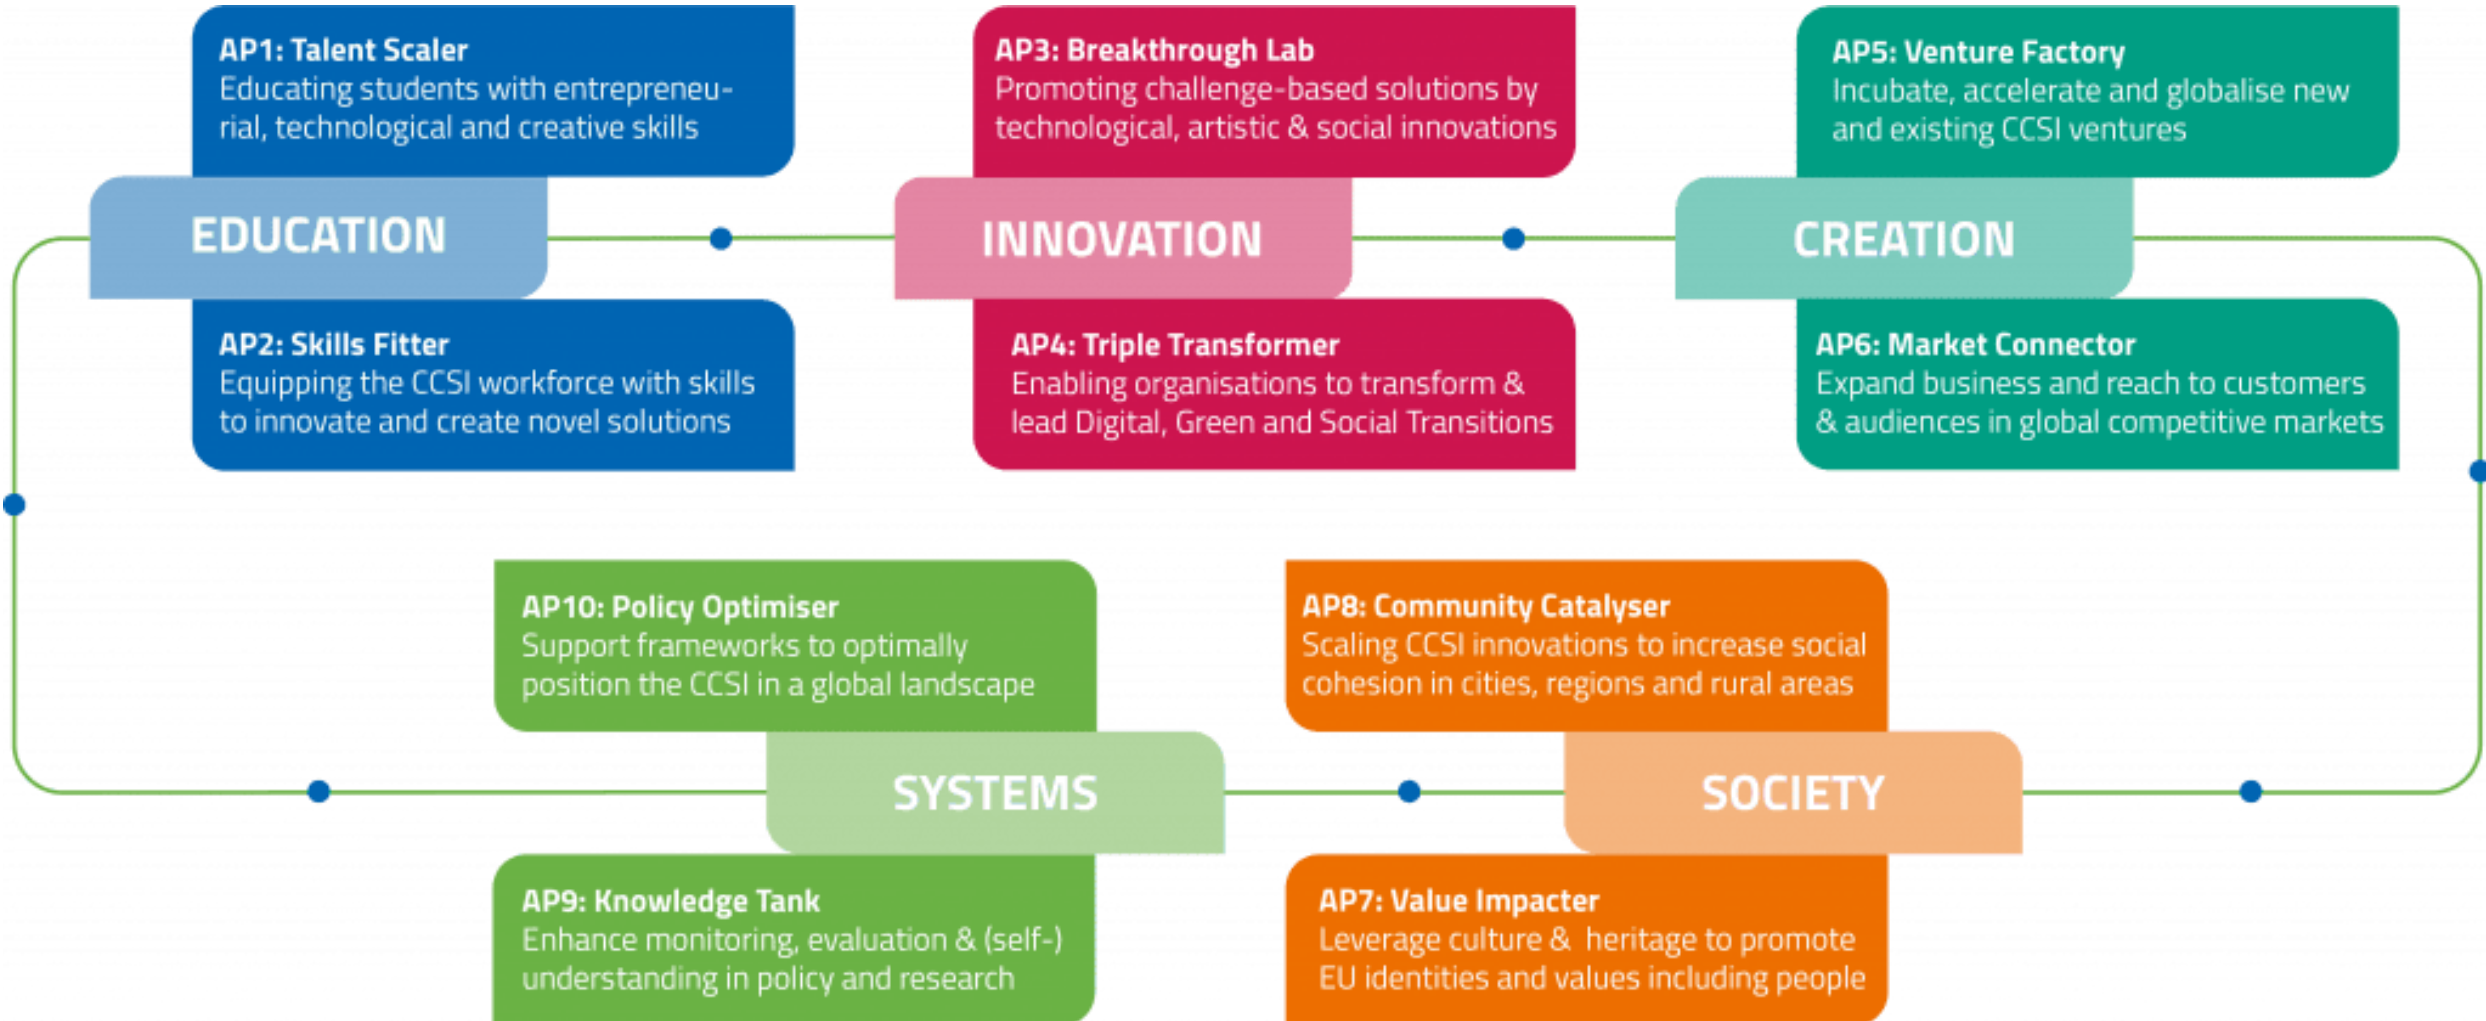 AP1: Talent Scaler
Educating students with entrepreneu-
rial, technological and creative skills
EDUCATION
AP2: Skills Fitter
Equipping the CCSI workforce with skills
to innovate and create novel solutions
AP3: Breakthrough Lab
Promoting challenge-based solutions by
technological, artistic & social innovations
INNOVATION
AP4: Triple Transformer
Enabling organisations to transform &
lead Digital, Green and Social Transitions
AP5: Venture Factory
Incubate, accelerate and globalise new
and existing CCSI ventures
CREATION
AP6: Market Connector
Expand business and reach to customers
& audiences in global competitive markets
AP10: Policy Optimiser
Support frameworks to optimally
position the CCSI in a global landscape
SYSTEMS
AP9: Knowledge Tank
Enhance monitoring, evaluation & (self-)
understanding in policy and research
AP8: Community Catalyser
Scaling CCSI innovations to increase social
cohesion in cities, regions and rural areas
SOCIETY
AP7: Value Impacter
Leverage culture & heritage to promote
EU identities and values including people